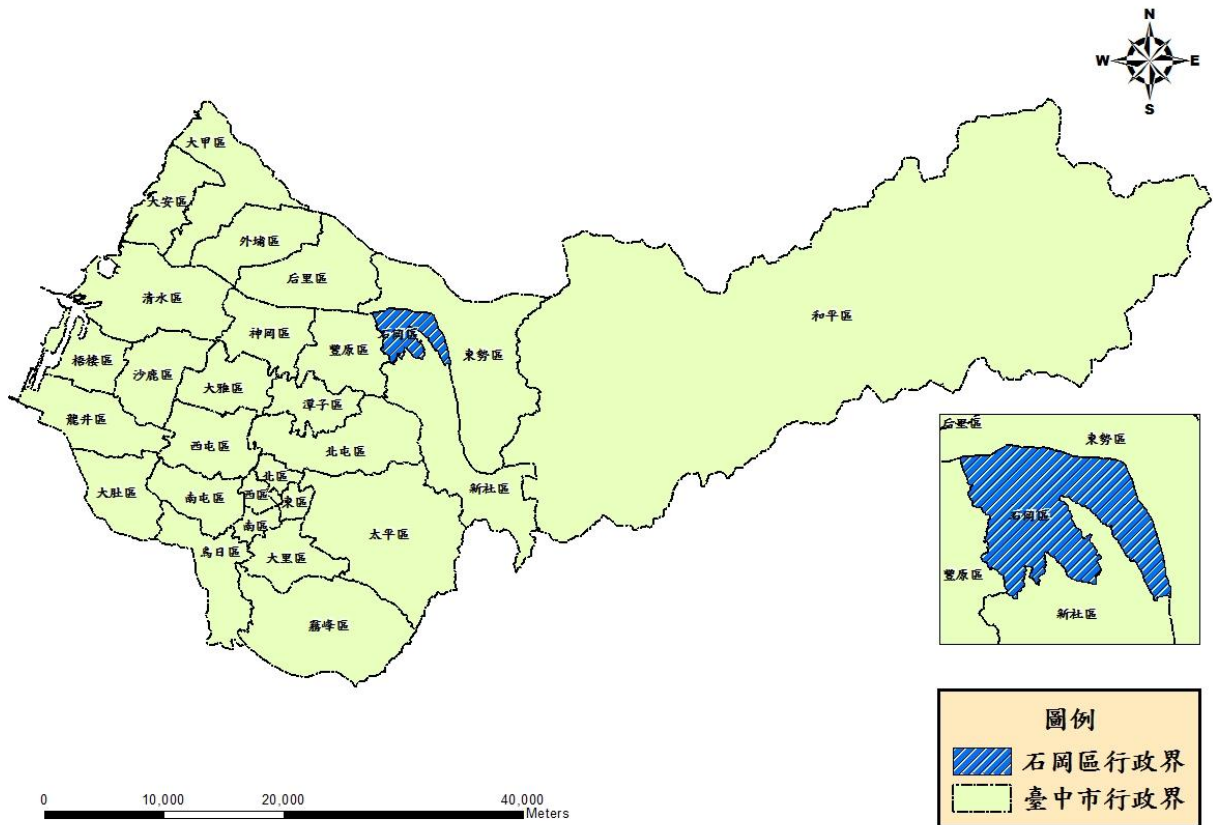 N
W E
S
大甲區
大安區
外埔區
后里區
清水區
神岡區
豐原區
石岡區
東勢區
和平區
梧棲區
沙鹿區
大雅區
潭子區
龍井區
西屯區
北屯區
大肚區
南屯區
北區
西區
東區
南區
新社區
太平區
烏日區
大里區
霧峰區
后里區
東勢區
石岡區
豐原區
新社區
圖例
石岡區行政界
臺中市行政界
0 10,000 20,000 40,000
Meters